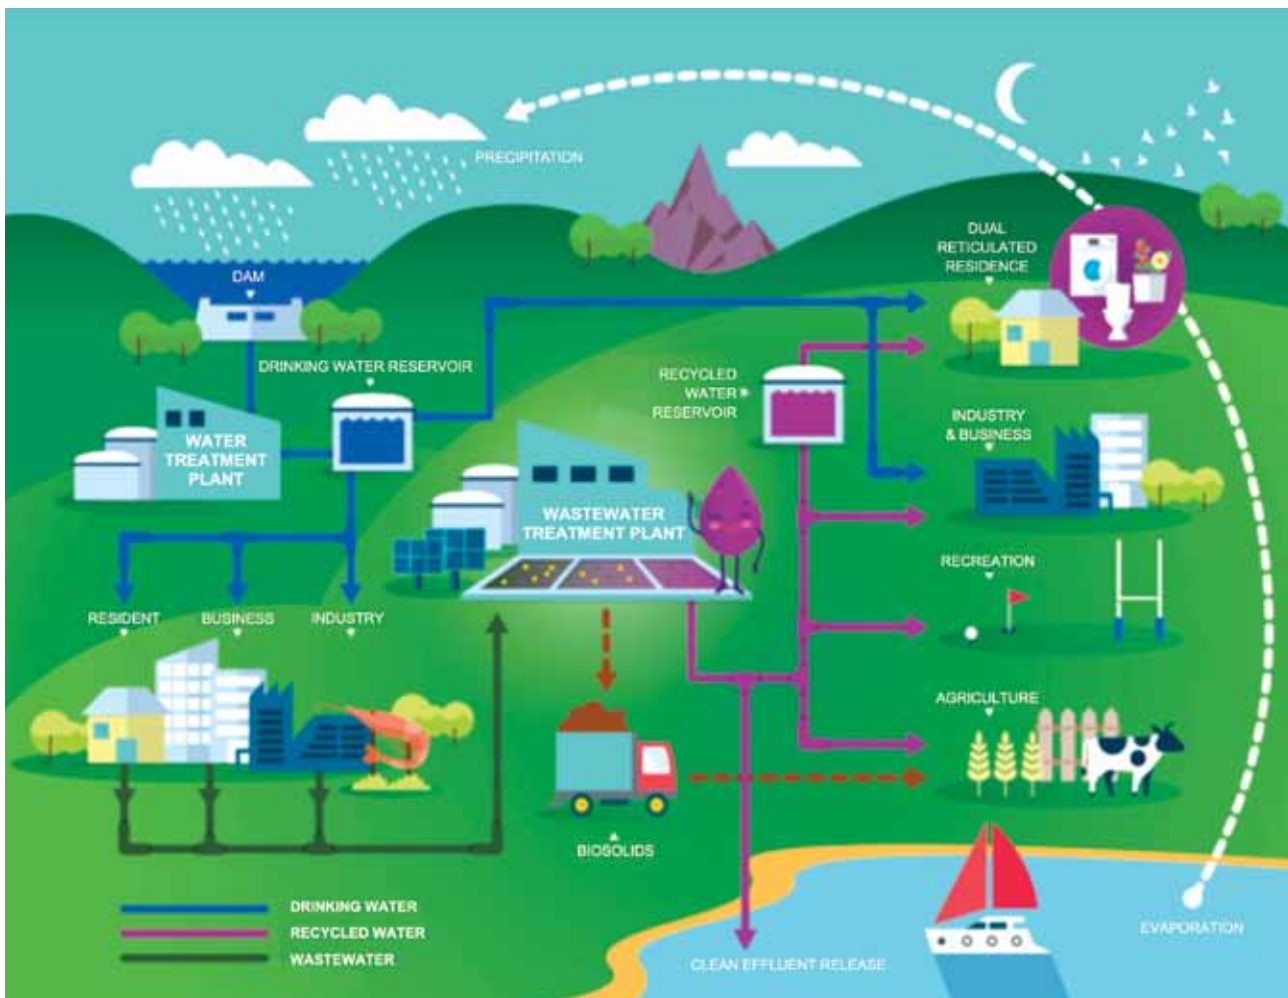 PRECIPITATION
DAM
DUAL
RETICULATED
RESIDENCE
DRINKING WATER RESERVOIR
RECYCLED
WATER
RESERVOIR
WATER
TREATMENT
PLANT
INDUSTRY
& BUSINESS
WASTEWATER
TREATMENT PLANT
RECREATION
RESIDENT
BUSINESS
INDUSTRY
AGRICULTURE
BIOSOLIDS
DRINKING WATER
RECYCLED WATER
WASTEWATER
CLEAN EFFLUENT RELEASE
EVAPORATION